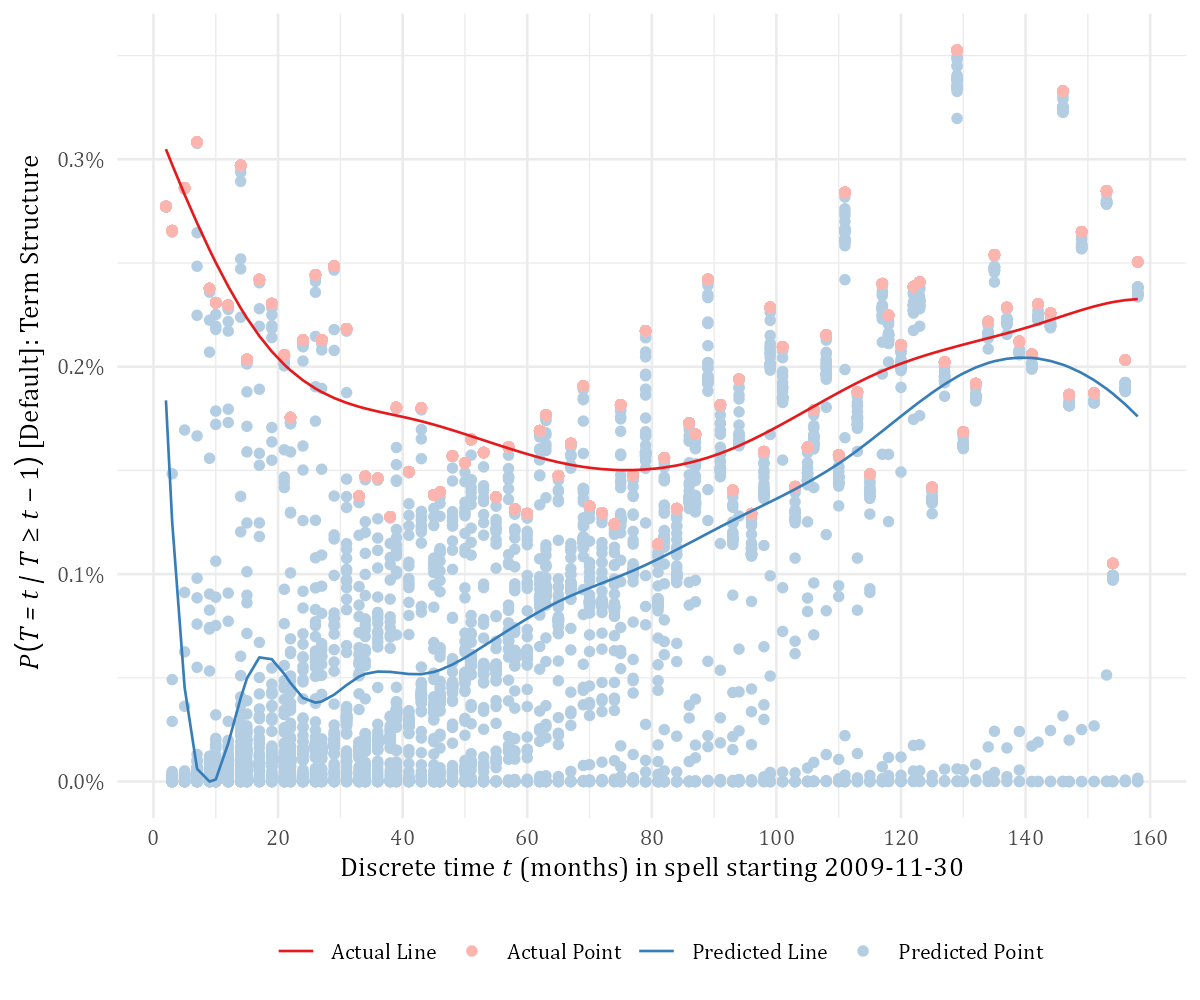 P(T = t / T ≥ t − 1) [Default]: Term Structure
0.3%
0.2%
0.1%
0.0%
0 20 40 60 80 100 120 140 160
Discrete time t (months) in spell starting 2009-11-30
Actual Line Actual Point Predicted Line Predicted Point